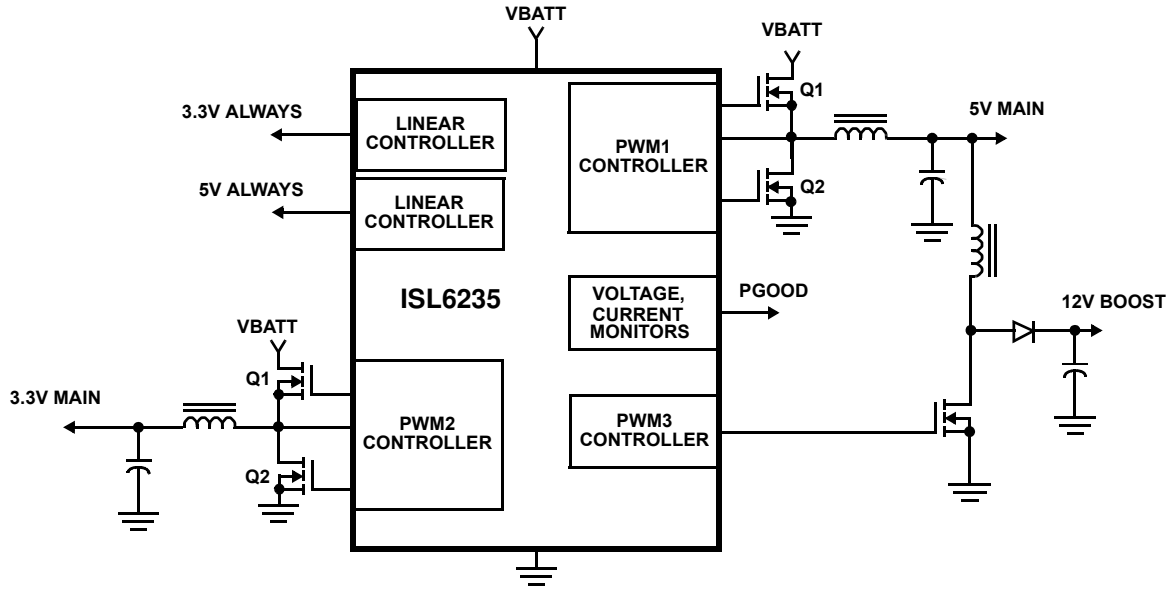 VBATT
VBATT
Q1
3.3V ALWAYS
LINEAR
CONTROLLER
PWM1
CONTROLLER
5V MAIN
5V ALWAYS
LINEAR
CONTROLLER
Q2
ISL6235
VOLTAGE,
CURRENT
MONITORS
PGOOD
12V BOOST
VBATT
Q1
3.3V MAIN
PWM2
CONTROLLER
PWM3
CONTROLLER
Q2